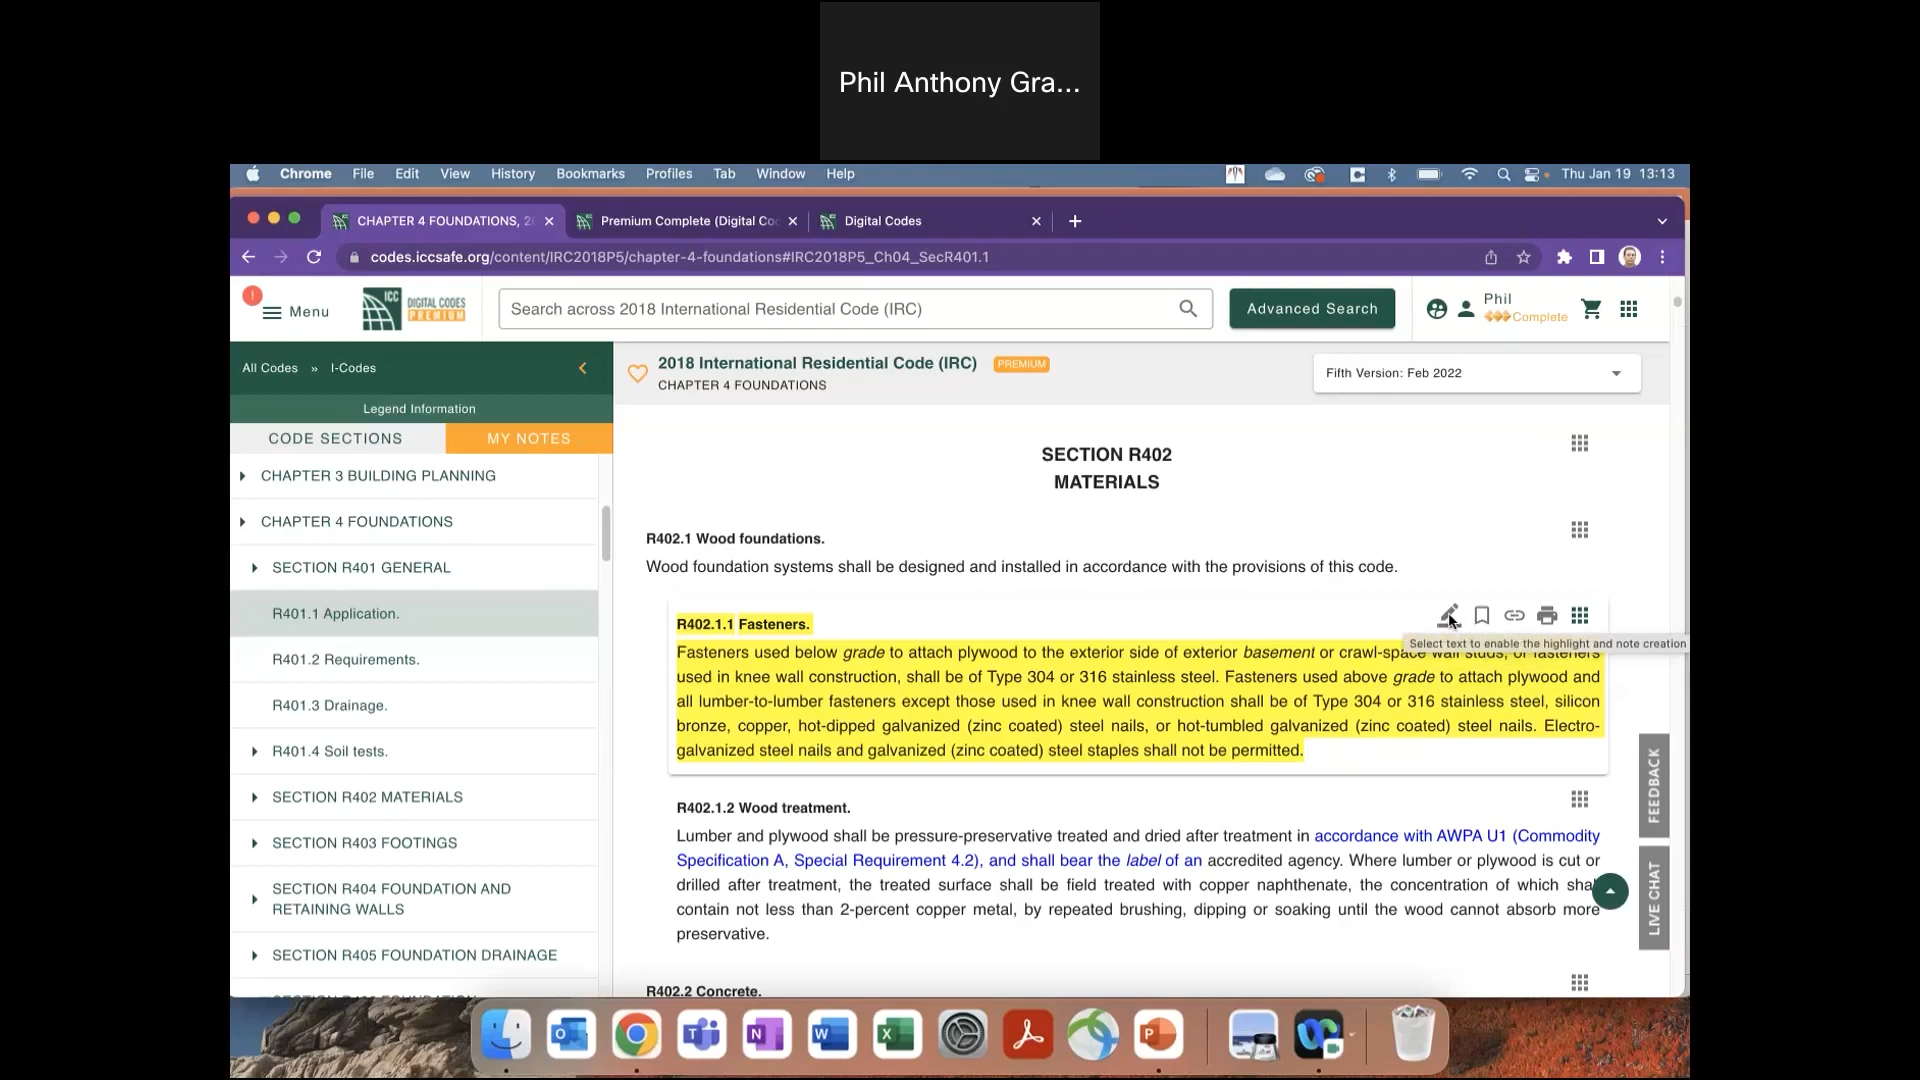 Phil Anthony Gra...
Chrome File Edit View History Bookmarks Profiles Tab Window Help Thu Jan 19 13:13
CHAPTER 4 FOUNDATIONS, 20 Premium Complete (Digital Co Digital Codes
codes.iccsafe.org/content/IRC2018P5/chapter-4-foundations#IRC2018P5_Ch04_SecR401.1
! Menu
ICC DIGITAL CODES PREMIUM
Search across 2018 International Residential Code (IRC)
Advanced Search
Phil
Complete
All Codes » I-Codes
Legend Information
CODE SECTIONS MY NOTES
CHAPTER 3 BUILDING PLANNING
CHAPTER 4 FOUNDATIONS
SECTION R401 GENERAL
R401.1 Application.
R401.2 Requirements.
R401.3 Drainage.
R401.4 Soil tests.
SECTION R402 MATERIALS
SECTION R403 FOOTINGS
SECTION R404 FOUNDATION AND
RETAINING WALLS
SECTION R405 FOUNDATION DRAINAGE
2018 International Residential Code (IRC) PREMIUM
CHAPTER 4 FOUNDATIONS
Fifth Version: Feb 2022
SECTION R402
MATERIALS
R402.1 Wood foundations.
Wood foundation systems shall be designed and installed in accordance with the provisions of this code.
R402.1.1 Fasteners.
Select text to enable the highlight and note creation
Fasteners used below grade to attach plywood to the exterior side of exterior basement or crawl-space wall studs, or fasteners
used in knee wall construction, shall be of Type 304 or 316 stainless steel. Fasteners used above grade to attach plywood and
all lumber-to-lumber fasteners except those used in knee wall construction shall be of Type 304 or 316 stainless steel, silicon
bronze, copper, hot-dipped galvanized (zinc coated) steel nails, or hot-tumbled galvanized (zinc coated) steel nails. Electro-
galvanized steel nails and galvanized (zinc coated) steel staples shall not be permitted.
R402.1.2 Wood treatment.
Lumber and plywood shall be pressure-preservative treated and dried after treatment in accordance with AWPA U1 (Commodity
Specification A, Special Requirement 4.2), and shall bear the label of an accredited agency. Where lumber or plywood is cut or
drilled after treatment, the treated surface shall be field treated with copper naphthenate, the concentration of which shal
contain not less than 2-percent copper metal, by repeated brushing, dipping or soaking until the wood cannot absorb more
preservative.
R402.2 Concrete.
FEEDBACK
LIVE CHAT